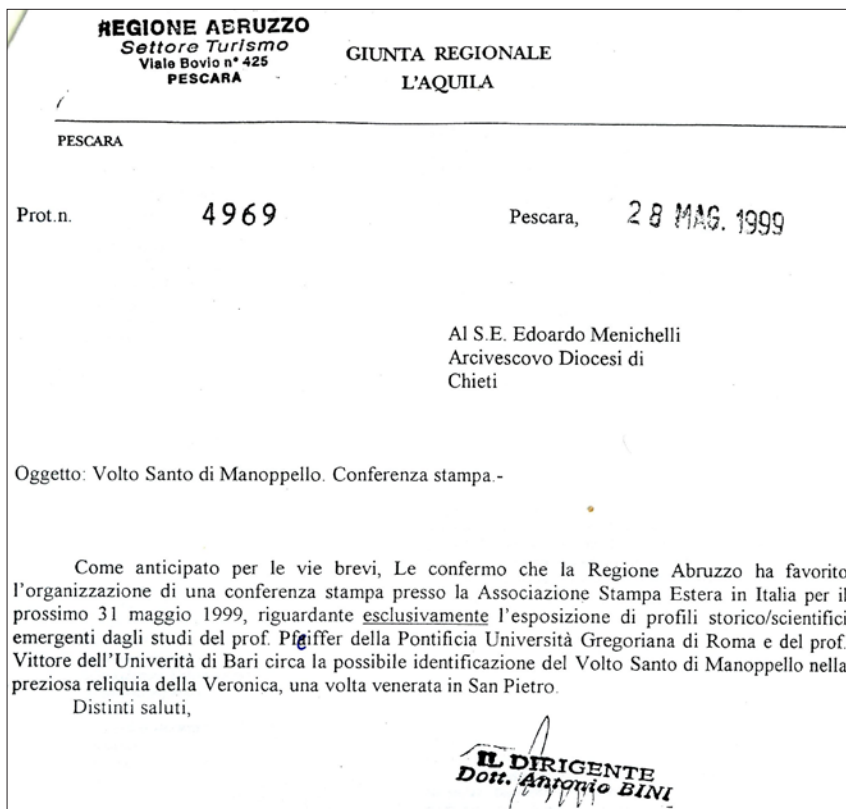 REGIONE ABRUZZO
Settore Turismo
Viale Bovio n° 425
PESCARA
GIUNTA REGIONALE
L'AQUILA
PESCARA
Prot.n. 4969 Pescara, 28 MAG. 1999
Al S.E. Edoardo Menichelli
Arcivescovo Diocesi di
Chieti
Oggetto: Volto Santo di Manoppello. Conferenza stampa.-
Come anticipato per le vie brevi, Le confermo che la Regione Abruzzo ha favorito
l'organizzazione di una conferenza stampa presso la Associazione Stampa Estera in Italia per il
prossimo 31 maggio 1999, riguardante esclusivamente l'esposizione di profili storico/scientifici
emergenti dagli studi del prof. Pfeiffer della Pontificia Università Gregoriana di Roma e del prof.
Vittore dell'Univerità di Bari circa la possibile identificazione del Volto Santo di Manoppello nella
preziosa reliquia della Veronica, una volta venerata in San Pietro.
Distinti saluti,
IL DIRIGENTE
Dott. Antonio BINI